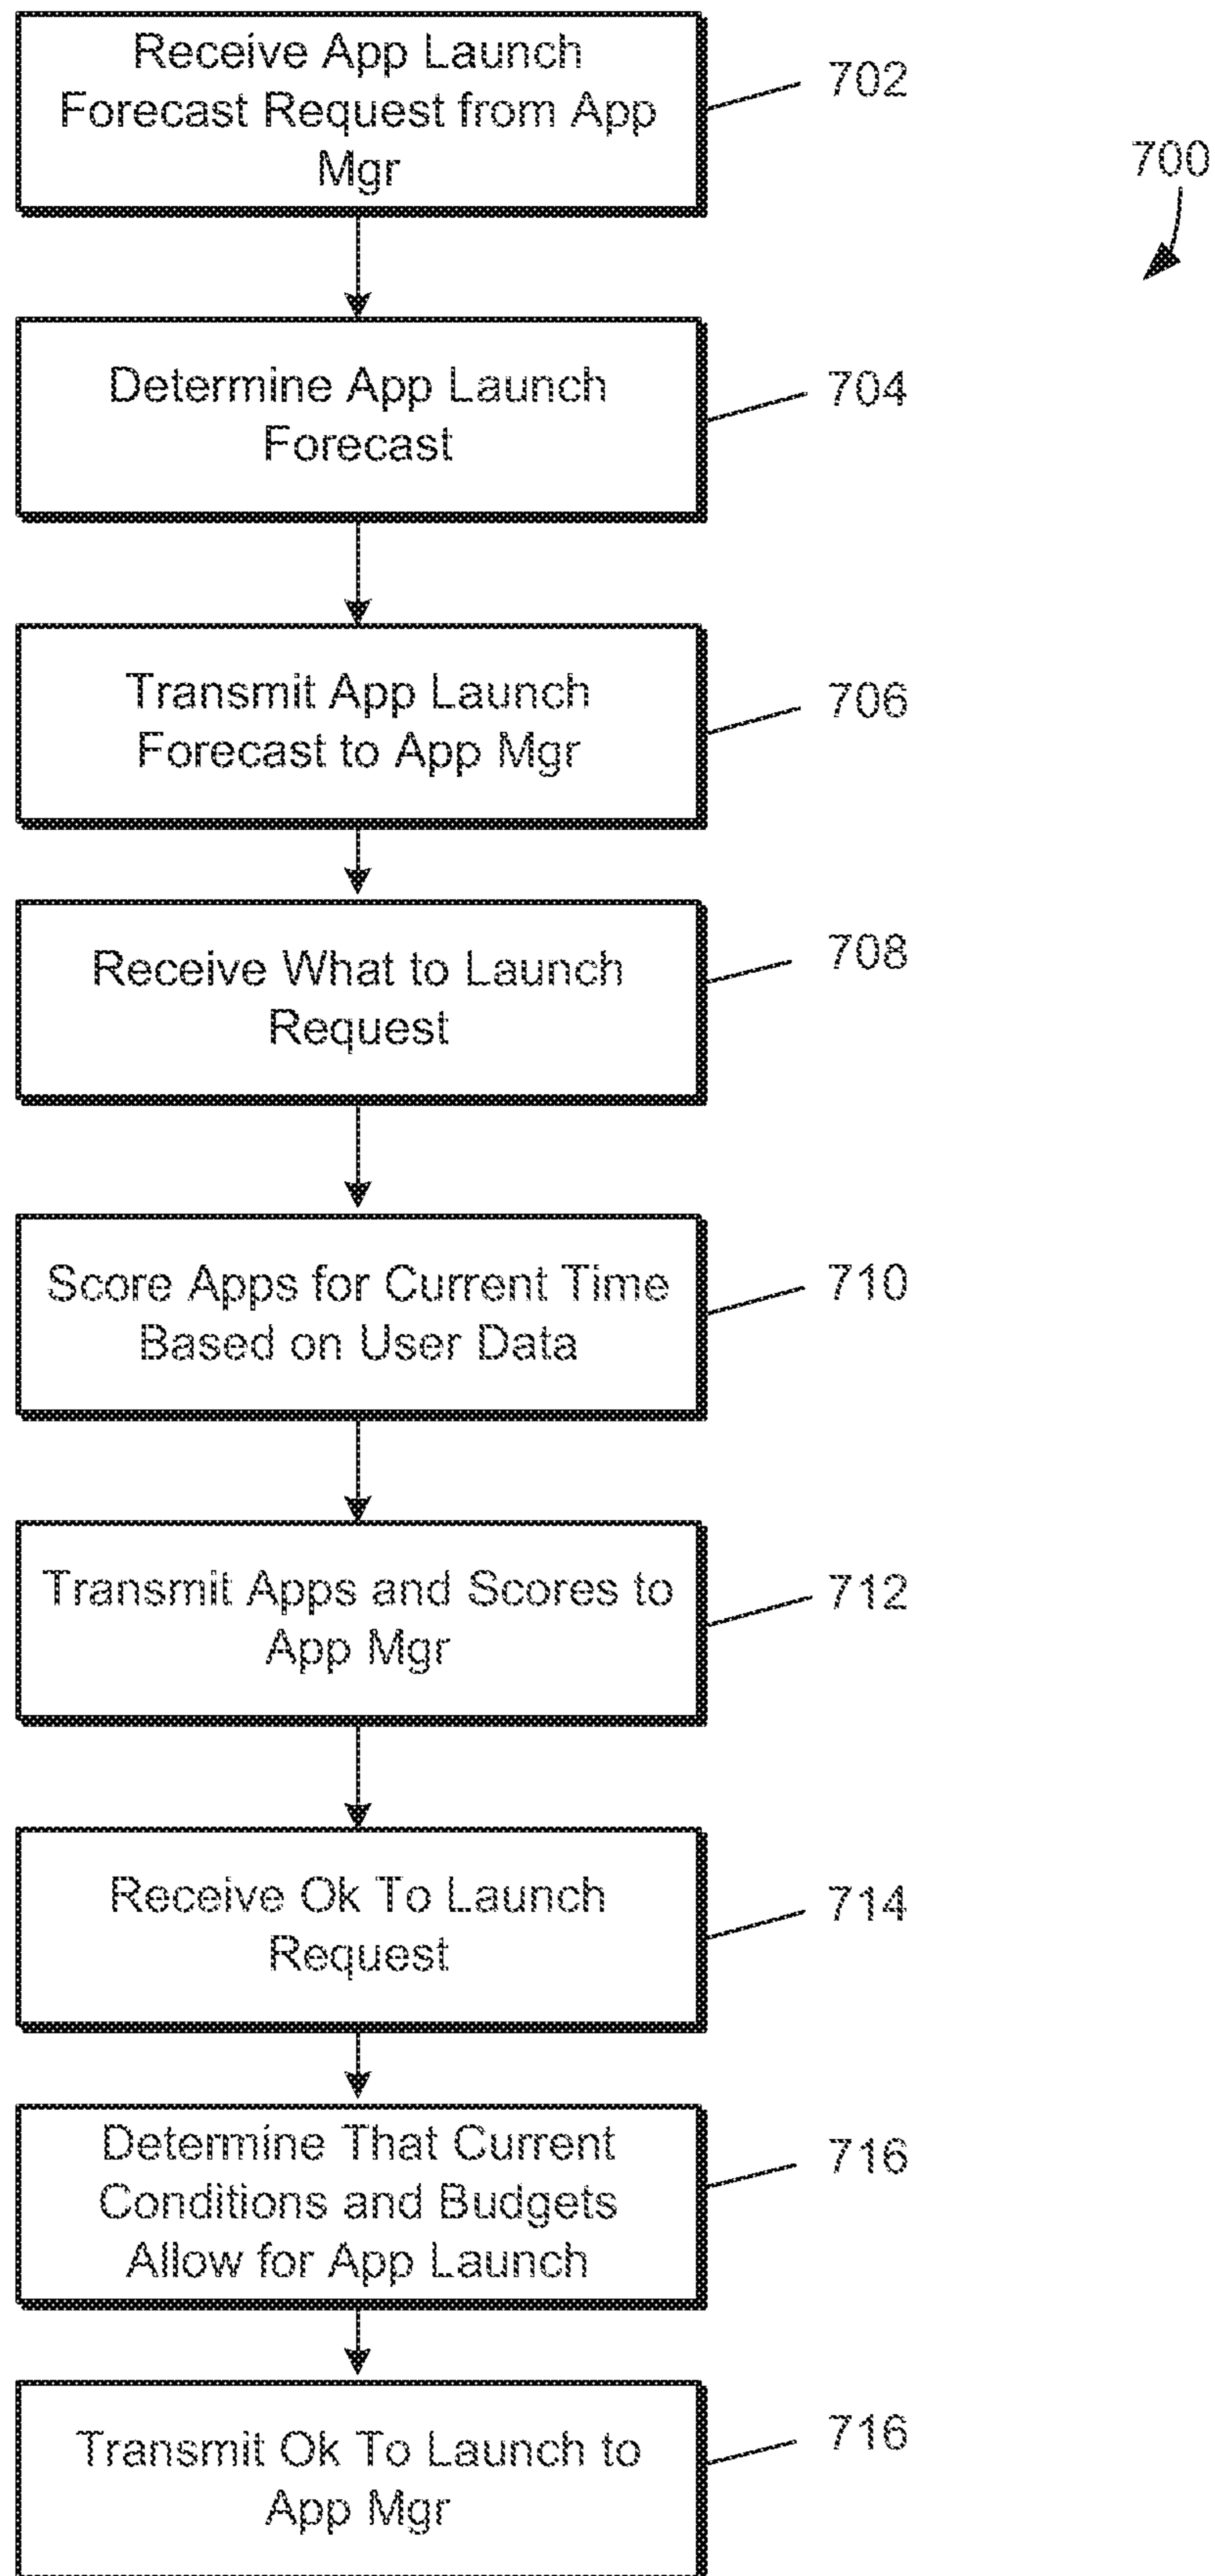 Receive App Launch
Forecast Request from App
Mgr
702
700
Determine App Launch
Forecast
704
Transmit App Launch
Forecast to App Mgr
706
Receive What to Launch
Request
708
Score Apps for Current Time
Based on User Data
710
Transmit Apps and Scores to
App Mgr
712
Receive Ok To Launch
Request
714
Determine That Current
Conditions and Budgets
Allow for App Launch
716
Transmit Ok To Launch to
App Mgr
716